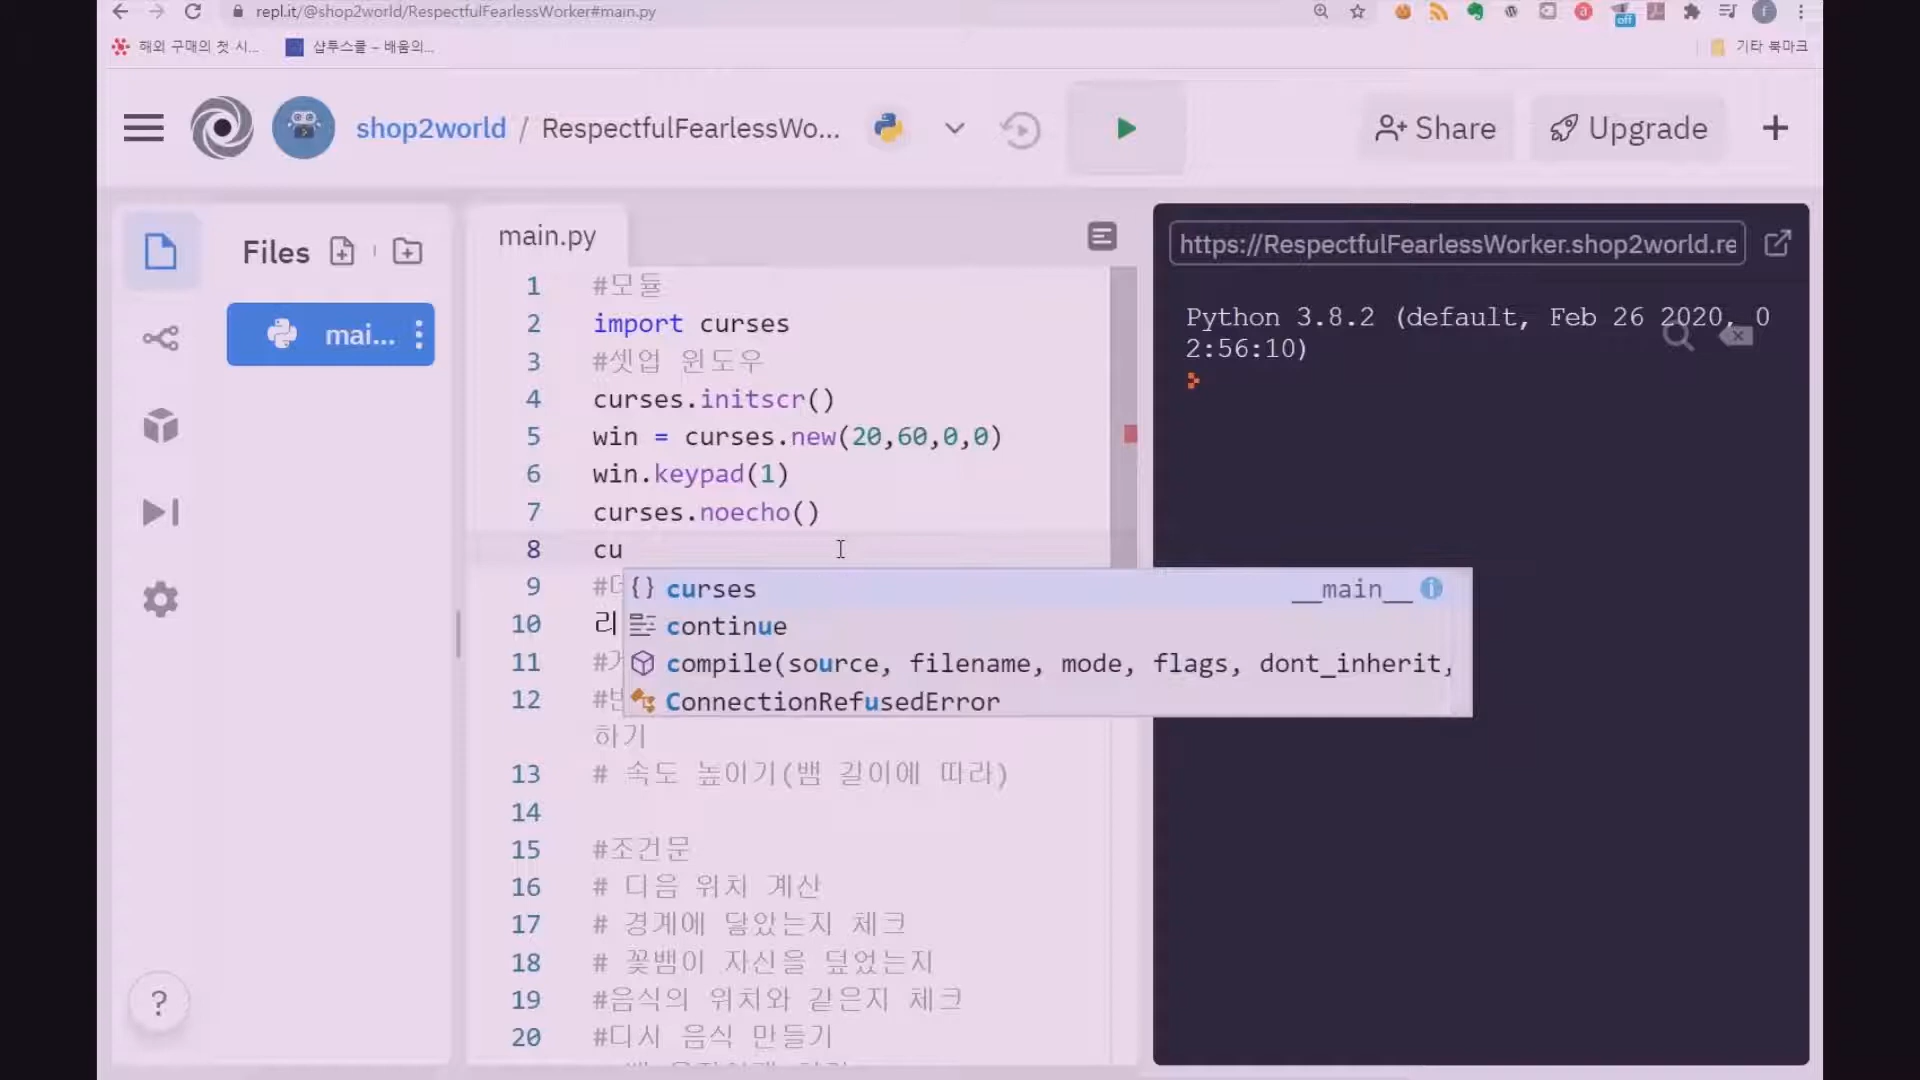 repl.it/@shop2world/RespectfulFearlessWorker#main.py
off
f
해외 구매의 첫 시...
샵투스쿨 – 배움의...
기타 북마크
shop2world / RespectfulFearlessWo...
Share
Upgrade
Files
mai...
main.py
1 #모듈
2 import curses
3 #셋업 윈도우
4 curses.initscr()
5 win = curses.new(20,60,0,0)
6 win.keypad(1)
7 curses.noecho()
8 cu
9
10 리
11
12
하기
13 # 속도 높이기(뱀 길이에 따라)
14
15 #조건문
16 # 다음 위치 계산
17 # 경계에 닿았는지 체크
18 # 꽃뱀이 자신을 덮었는지
19 #음식의 위치와 같은지 체크
20 #다시 음식 만들기
{} curses __main__
continue
compile(source, filename, mode, flags, dont_inherit,
ConnectionRefusedError
https://RespectfulFearlessWorker.shop2world.re
Python 3.8.2 (default, Feb 26 2020, 0
2:56:10)
?